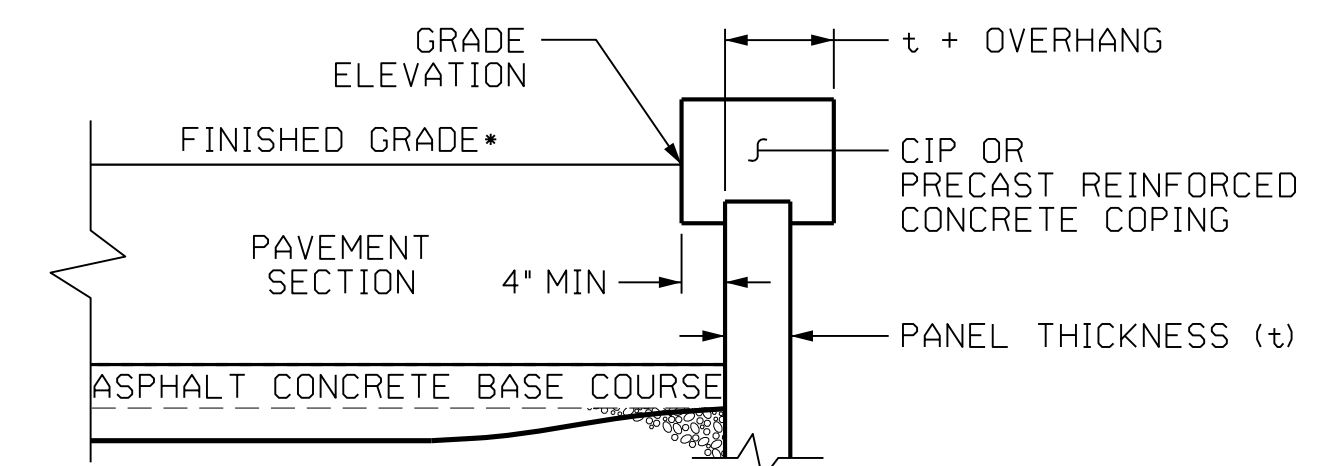 GRADE
ELEVATION
t + OVERHANG
FINISHED GRADE*
CIP OR
PRECAST REINFORCED
CONCRETE COPING
PAVEMENT
SECTION
4" MIN
PANEL THICKNESS (t)
ASPHALT CONCRETE BASE COURSE